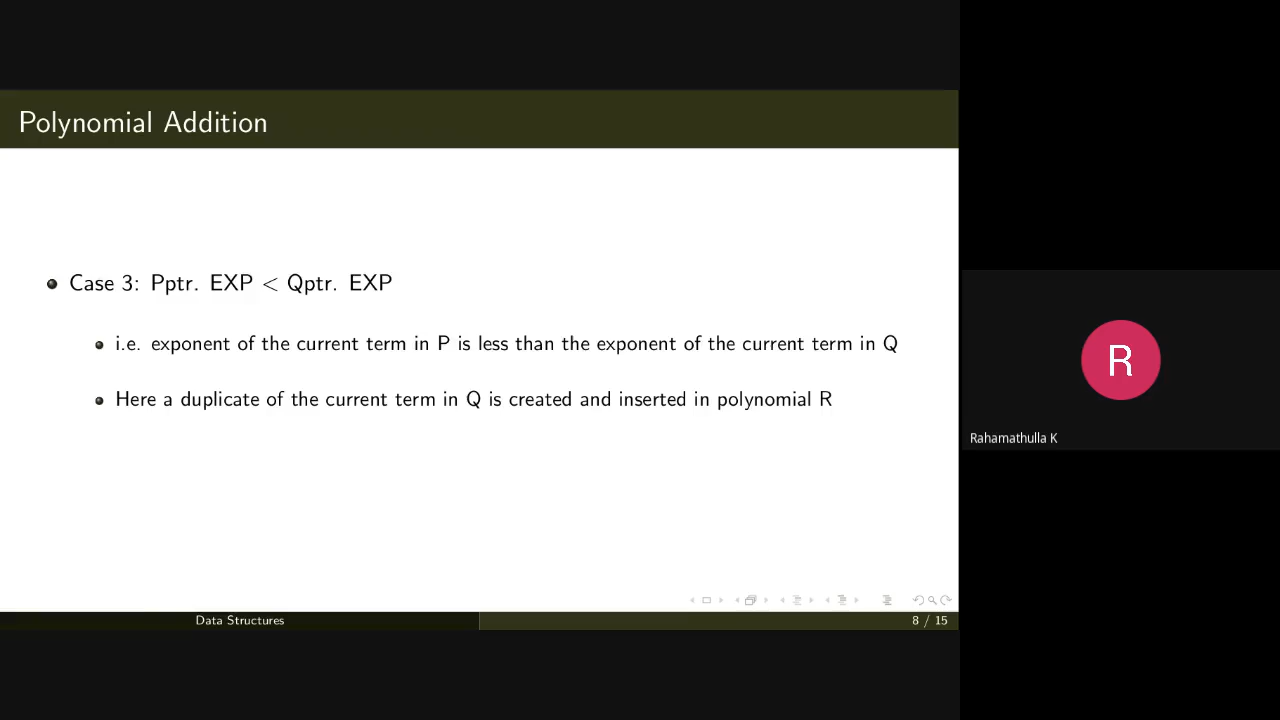 Polynomial Addition
Case 3: Pptr. EXP < Qptr. EXP
i.e. exponent of the current term in P is less than the exponent of the current term in Q
Here a duplicate of the current term in Q is created and inserted in polynomial R
R
Rahamathulla K
Data Structures
8 / 15